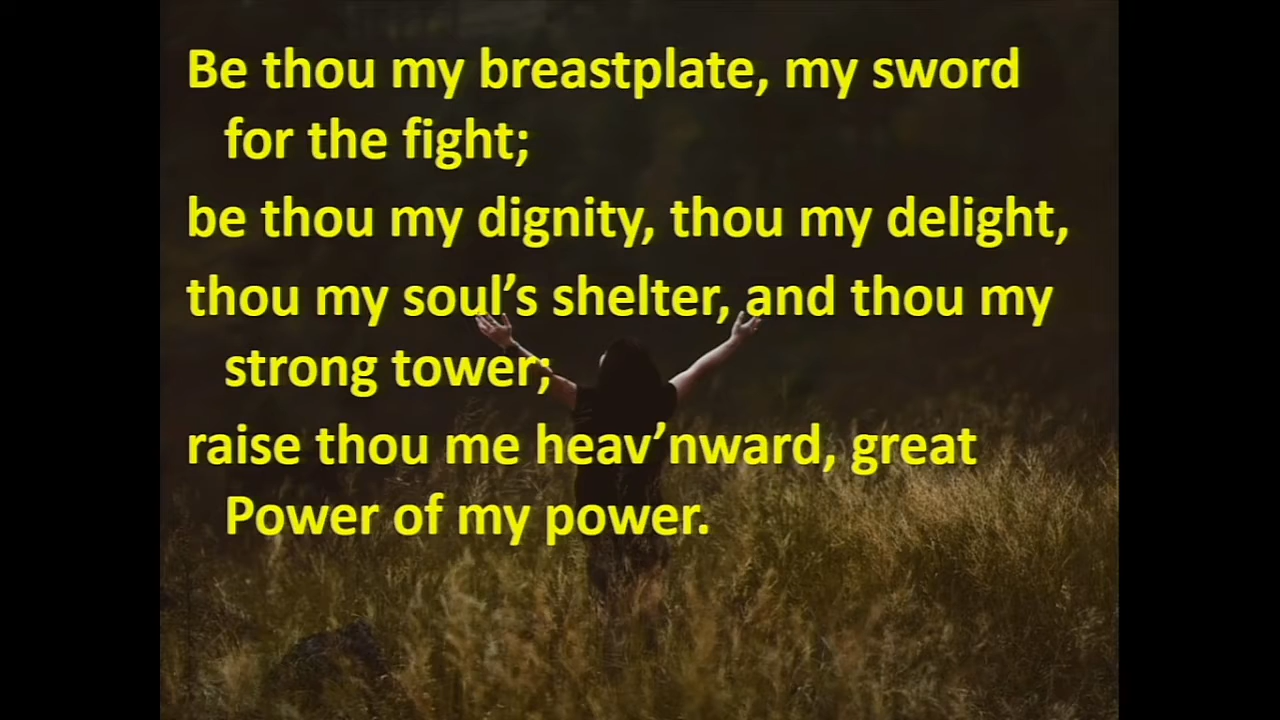 Be thou my breastplate, my sword
for the fight;
be thou my dignity, thou my delight,
thou my soul’s shelter, and thou my
strong tower;
raise thou me heav’nward, great
Power of my power.